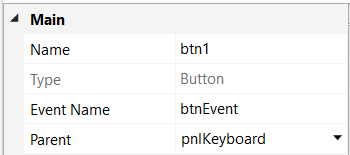 Main
Name btn1
Type Button
Event Name btnEvent
Parent pnlKeyboard